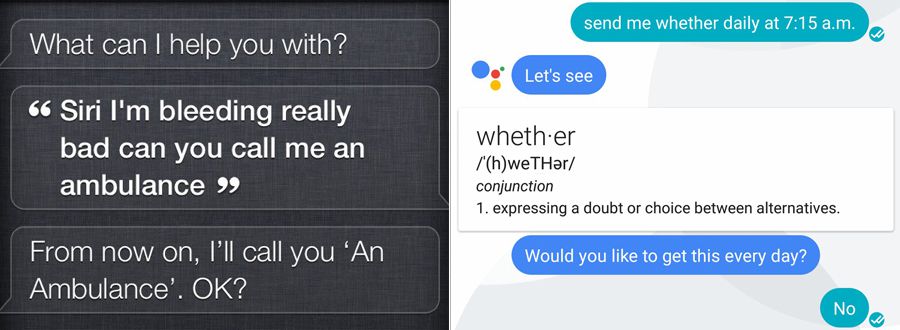 What can I help you with?
“ Siri I'm bleeding really
bad can you call me an
ambulance ”
From now on, I'll call you ‘An
Ambulance’. OK?
send me whether daily at 7:15 a.m.
Let's see
wheth·er
/ˈ(h)weTHər/
conjunction
1. expressing a doubt or choice between alternatives.
Would you like to get this every day?
No